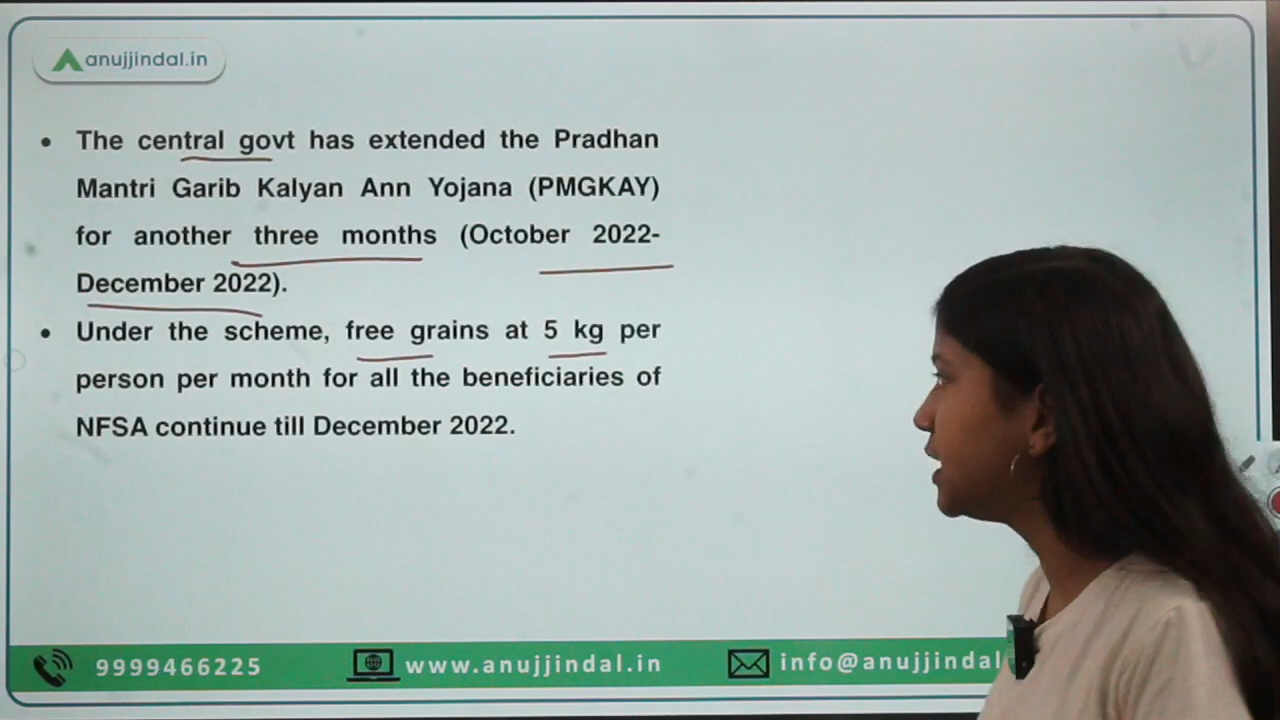 anujjindal.in
• The central govt has extended the Pradhan
Mantri Garib Kalyan Ann Yojana (PMGKAY)
for another three months (October 2022-
December 2022).
• Under the scheme, free grains at 5 kg per
person per month for all the beneficiaries of
NFSA continue till December 2022.
9999466225 www.anujjindal.in info@anujjindal